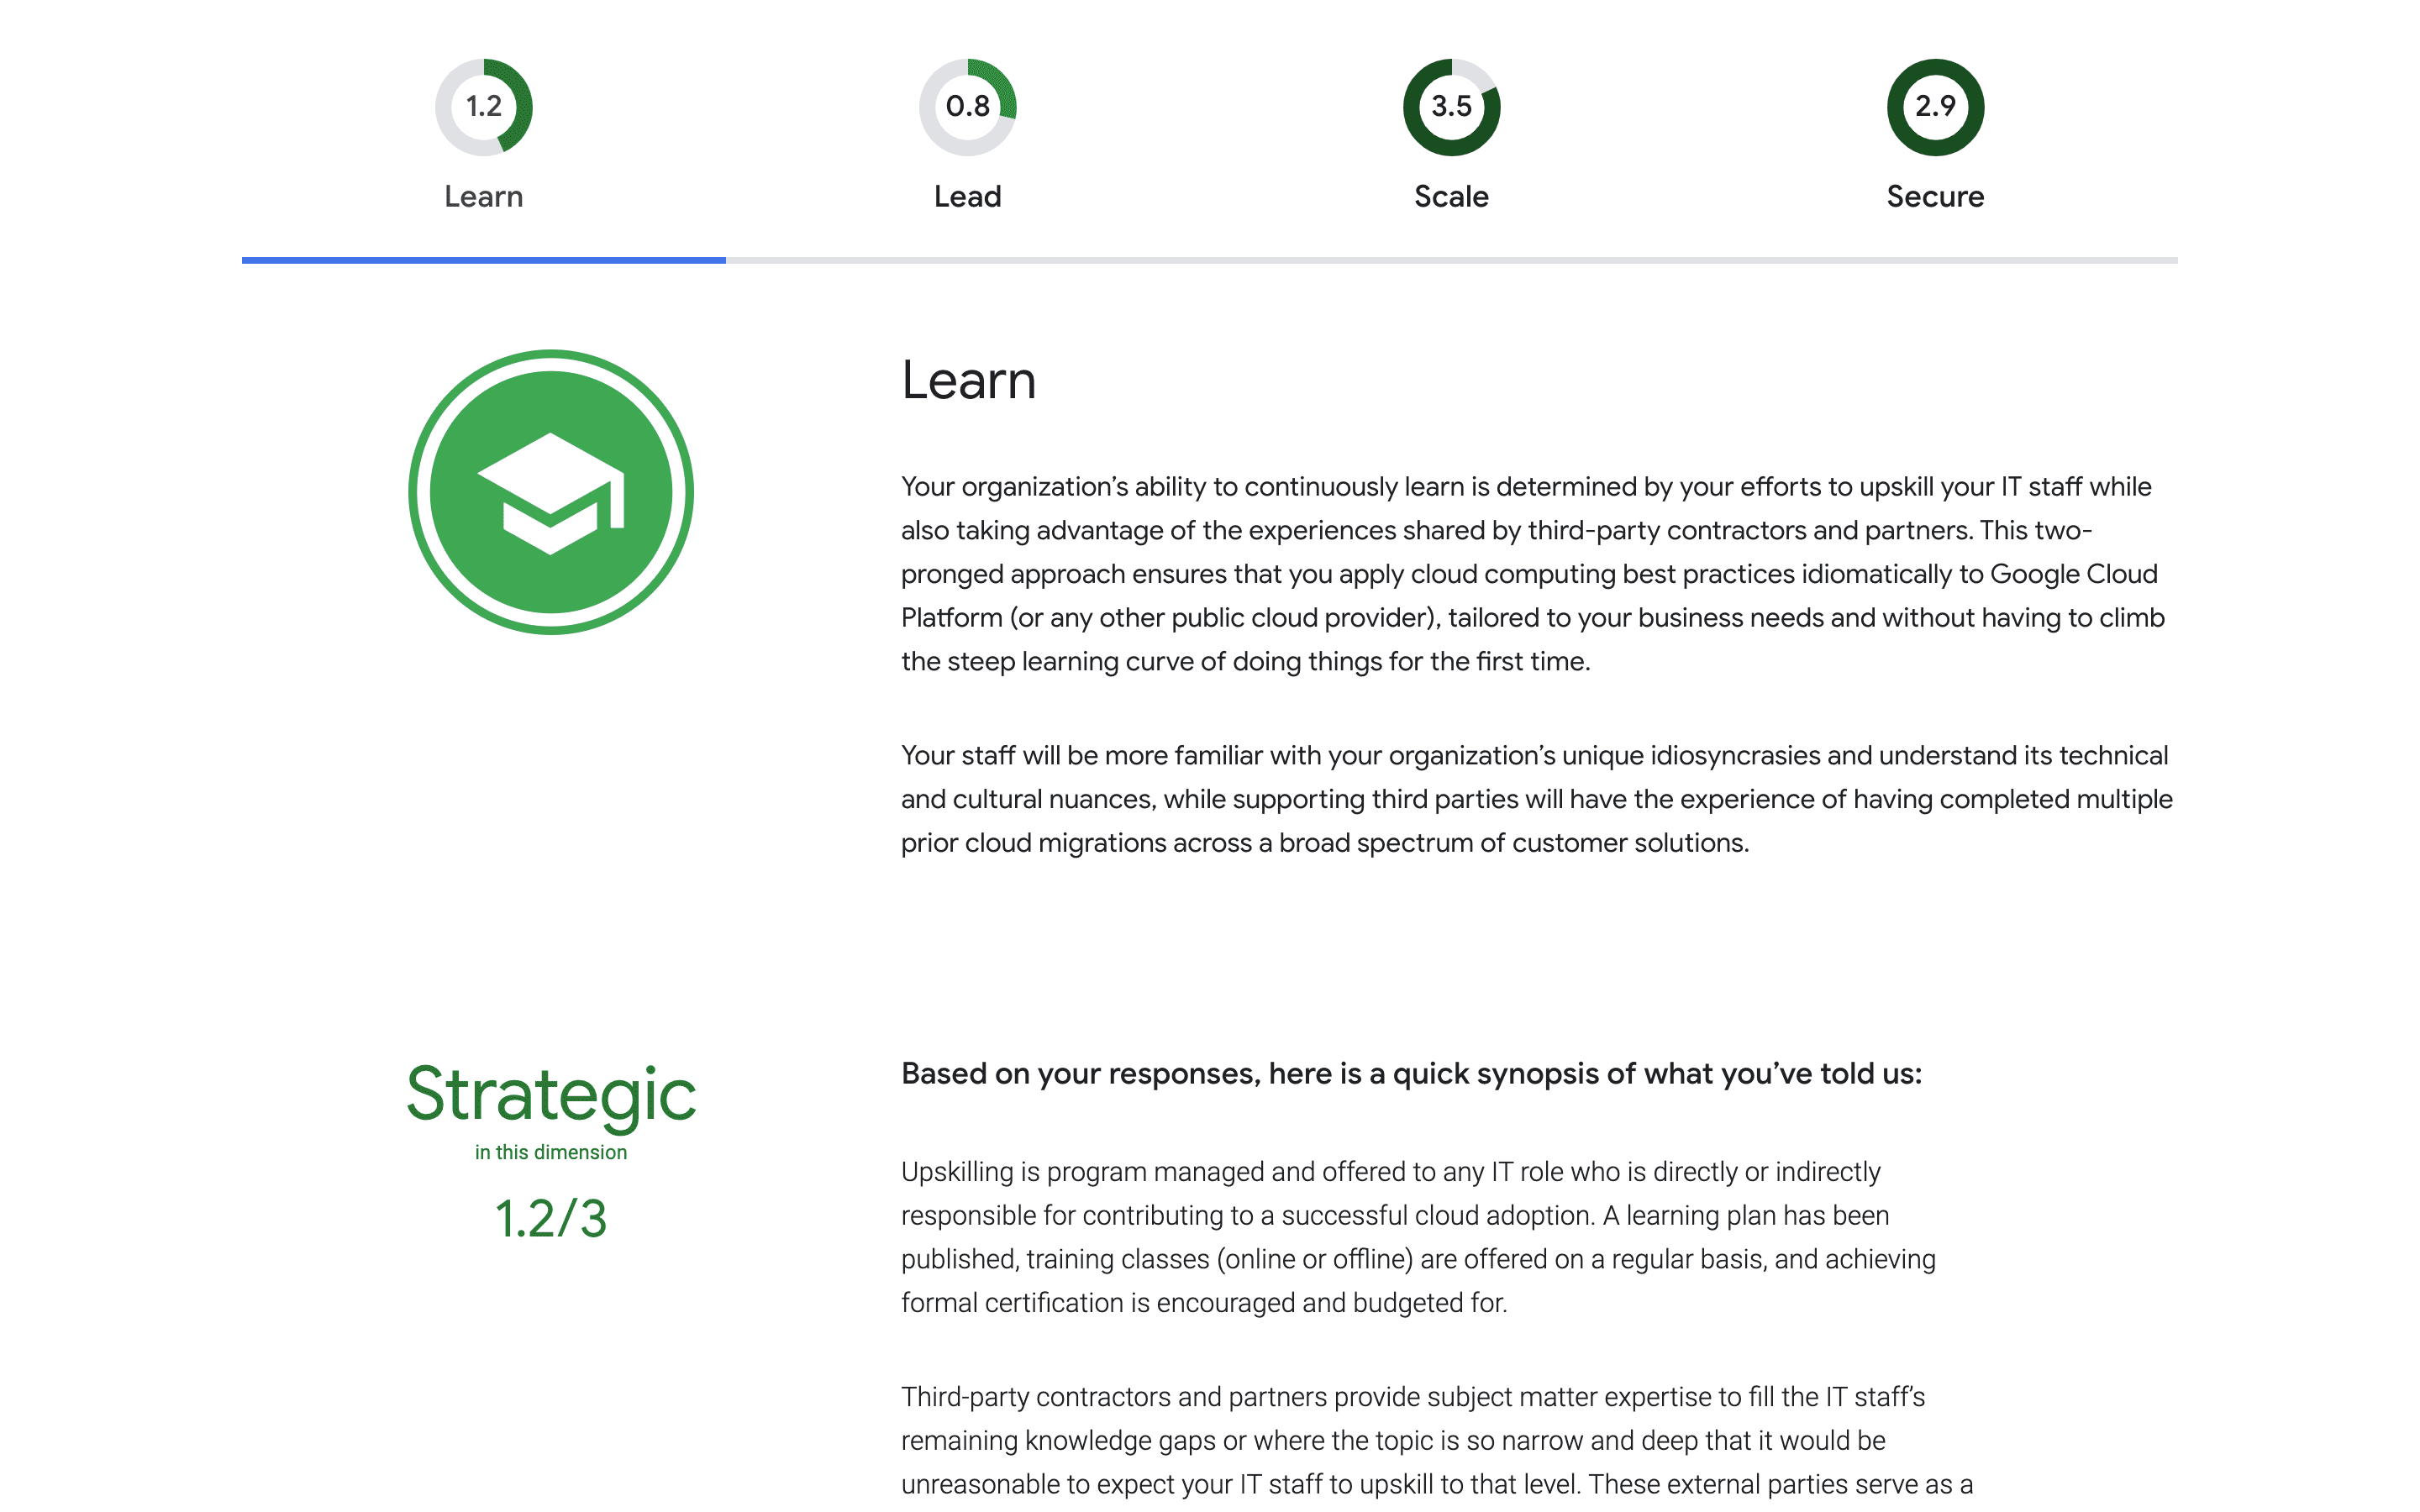 1.2
0.8
3.5
2.9
Learn
Lead
Scale
Secure
Learn
Your organization’s ability to continuously learn is determined by your efforts to upskill your IT staff while
also taking advantage of the experiences shared by third-party contractors and partners. This two-
pronged approach ensures that you apply cloud computing best practices idiomatically to Google Cloud
Platform (or any other public cloud provider), tailored to your business needs and without having to climb
the steep learning curve of doing things for the first time.
Your staff will be more familiar with your organization’s unique idiosyncrasies and understand its technical
and cultural nuances, while supporting third parties will have the experience of having completed multiple
prior cloud migrations across a broad spectrum of customer solutions.
Strategic
in this dimension
1.2/3
Based on your responses, here is a quick synopsis of what you’ve told us:
Upskilling is program managed and offered to any IT role who is directly or indirectly
responsible for contributing to a successful cloud adoption. A learning plan has been
published, training classes (online or offline) are offered on a regular basis, and achieving
formal certification is encouraged and budgeted for.
Third-party contractors and partners provide subject matter expertise to fill the IT staff’s
remaining knowledge gaps or where the topic is so narrow and deep that it would be
unreasonable to expect your IT staff to upskill to that level. These external parties serve as a